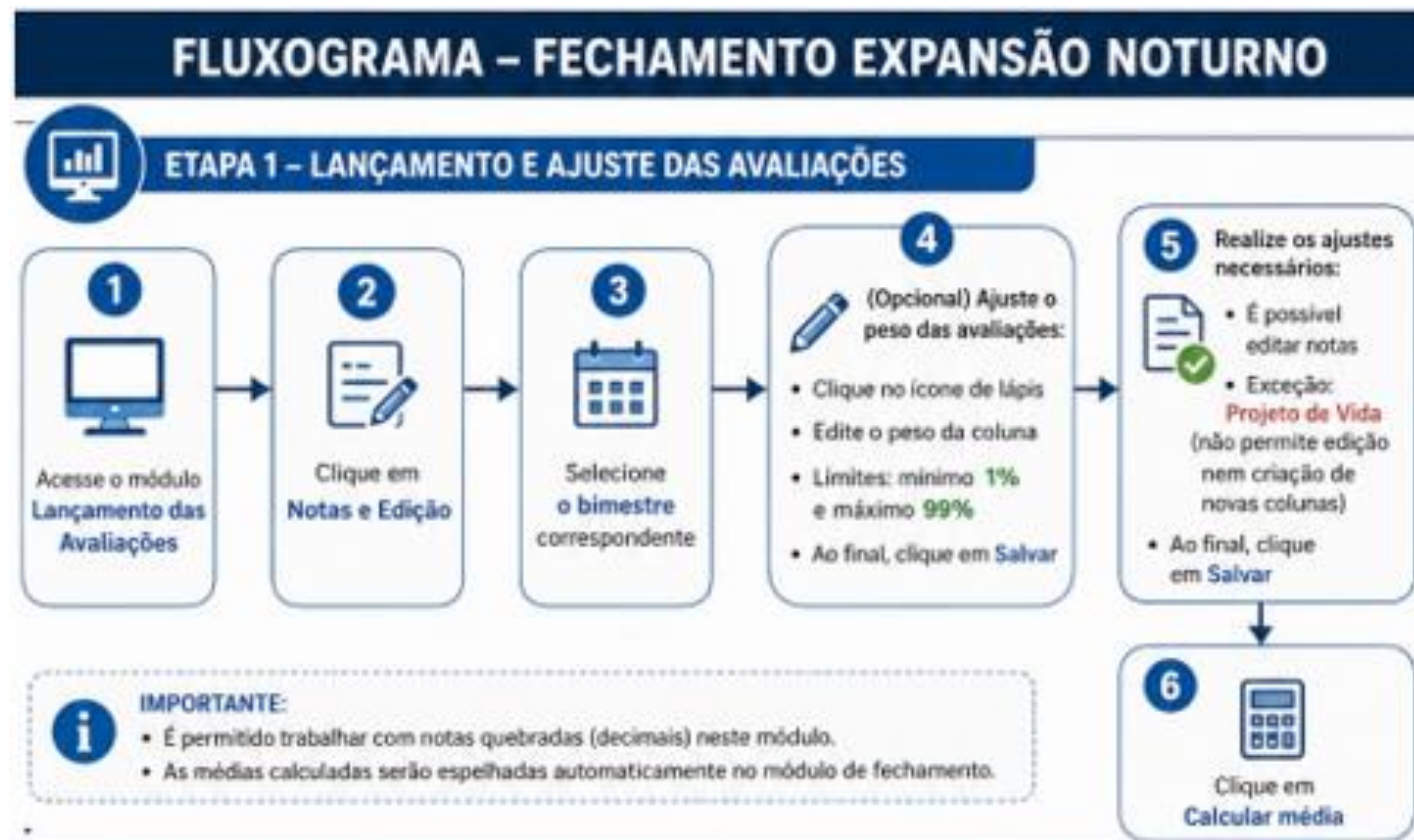 FLUXOGRAMA – FECHAMENTO EXPANSÃO NOTURNO
ETAPA 1 – LANÇAMENTO E AJUSTE DAS AVALIAÇÕES
1
Acesse o módulo
Lançamento das
Avaliações
2
Clique em
Notas e Edição
3
Selecione
o bimestre
correspondente
4
(Opcional) Ajuste o
peso das avaliações:
• Clique no ícone de lápis
• Edite o peso da coluna
• Limites: mínimo 1%
e máximo 99%
• Ao final, clique em Salvar
5
Realize os ajustes
necessários:
• É possível
editar notas
• Exceção:
Projeto de Vida
(não permite edição
nem criação de
novas colunas)
• Ao final, clique
em Salvar
6
Clique em
Calcular média
i
IMPORTANTE:
• É permitido trabalhar com notas quebradas (decimais) neste módulo.
• As médias calculadas serão espelhadas automaticamente no módulo de fechamento.